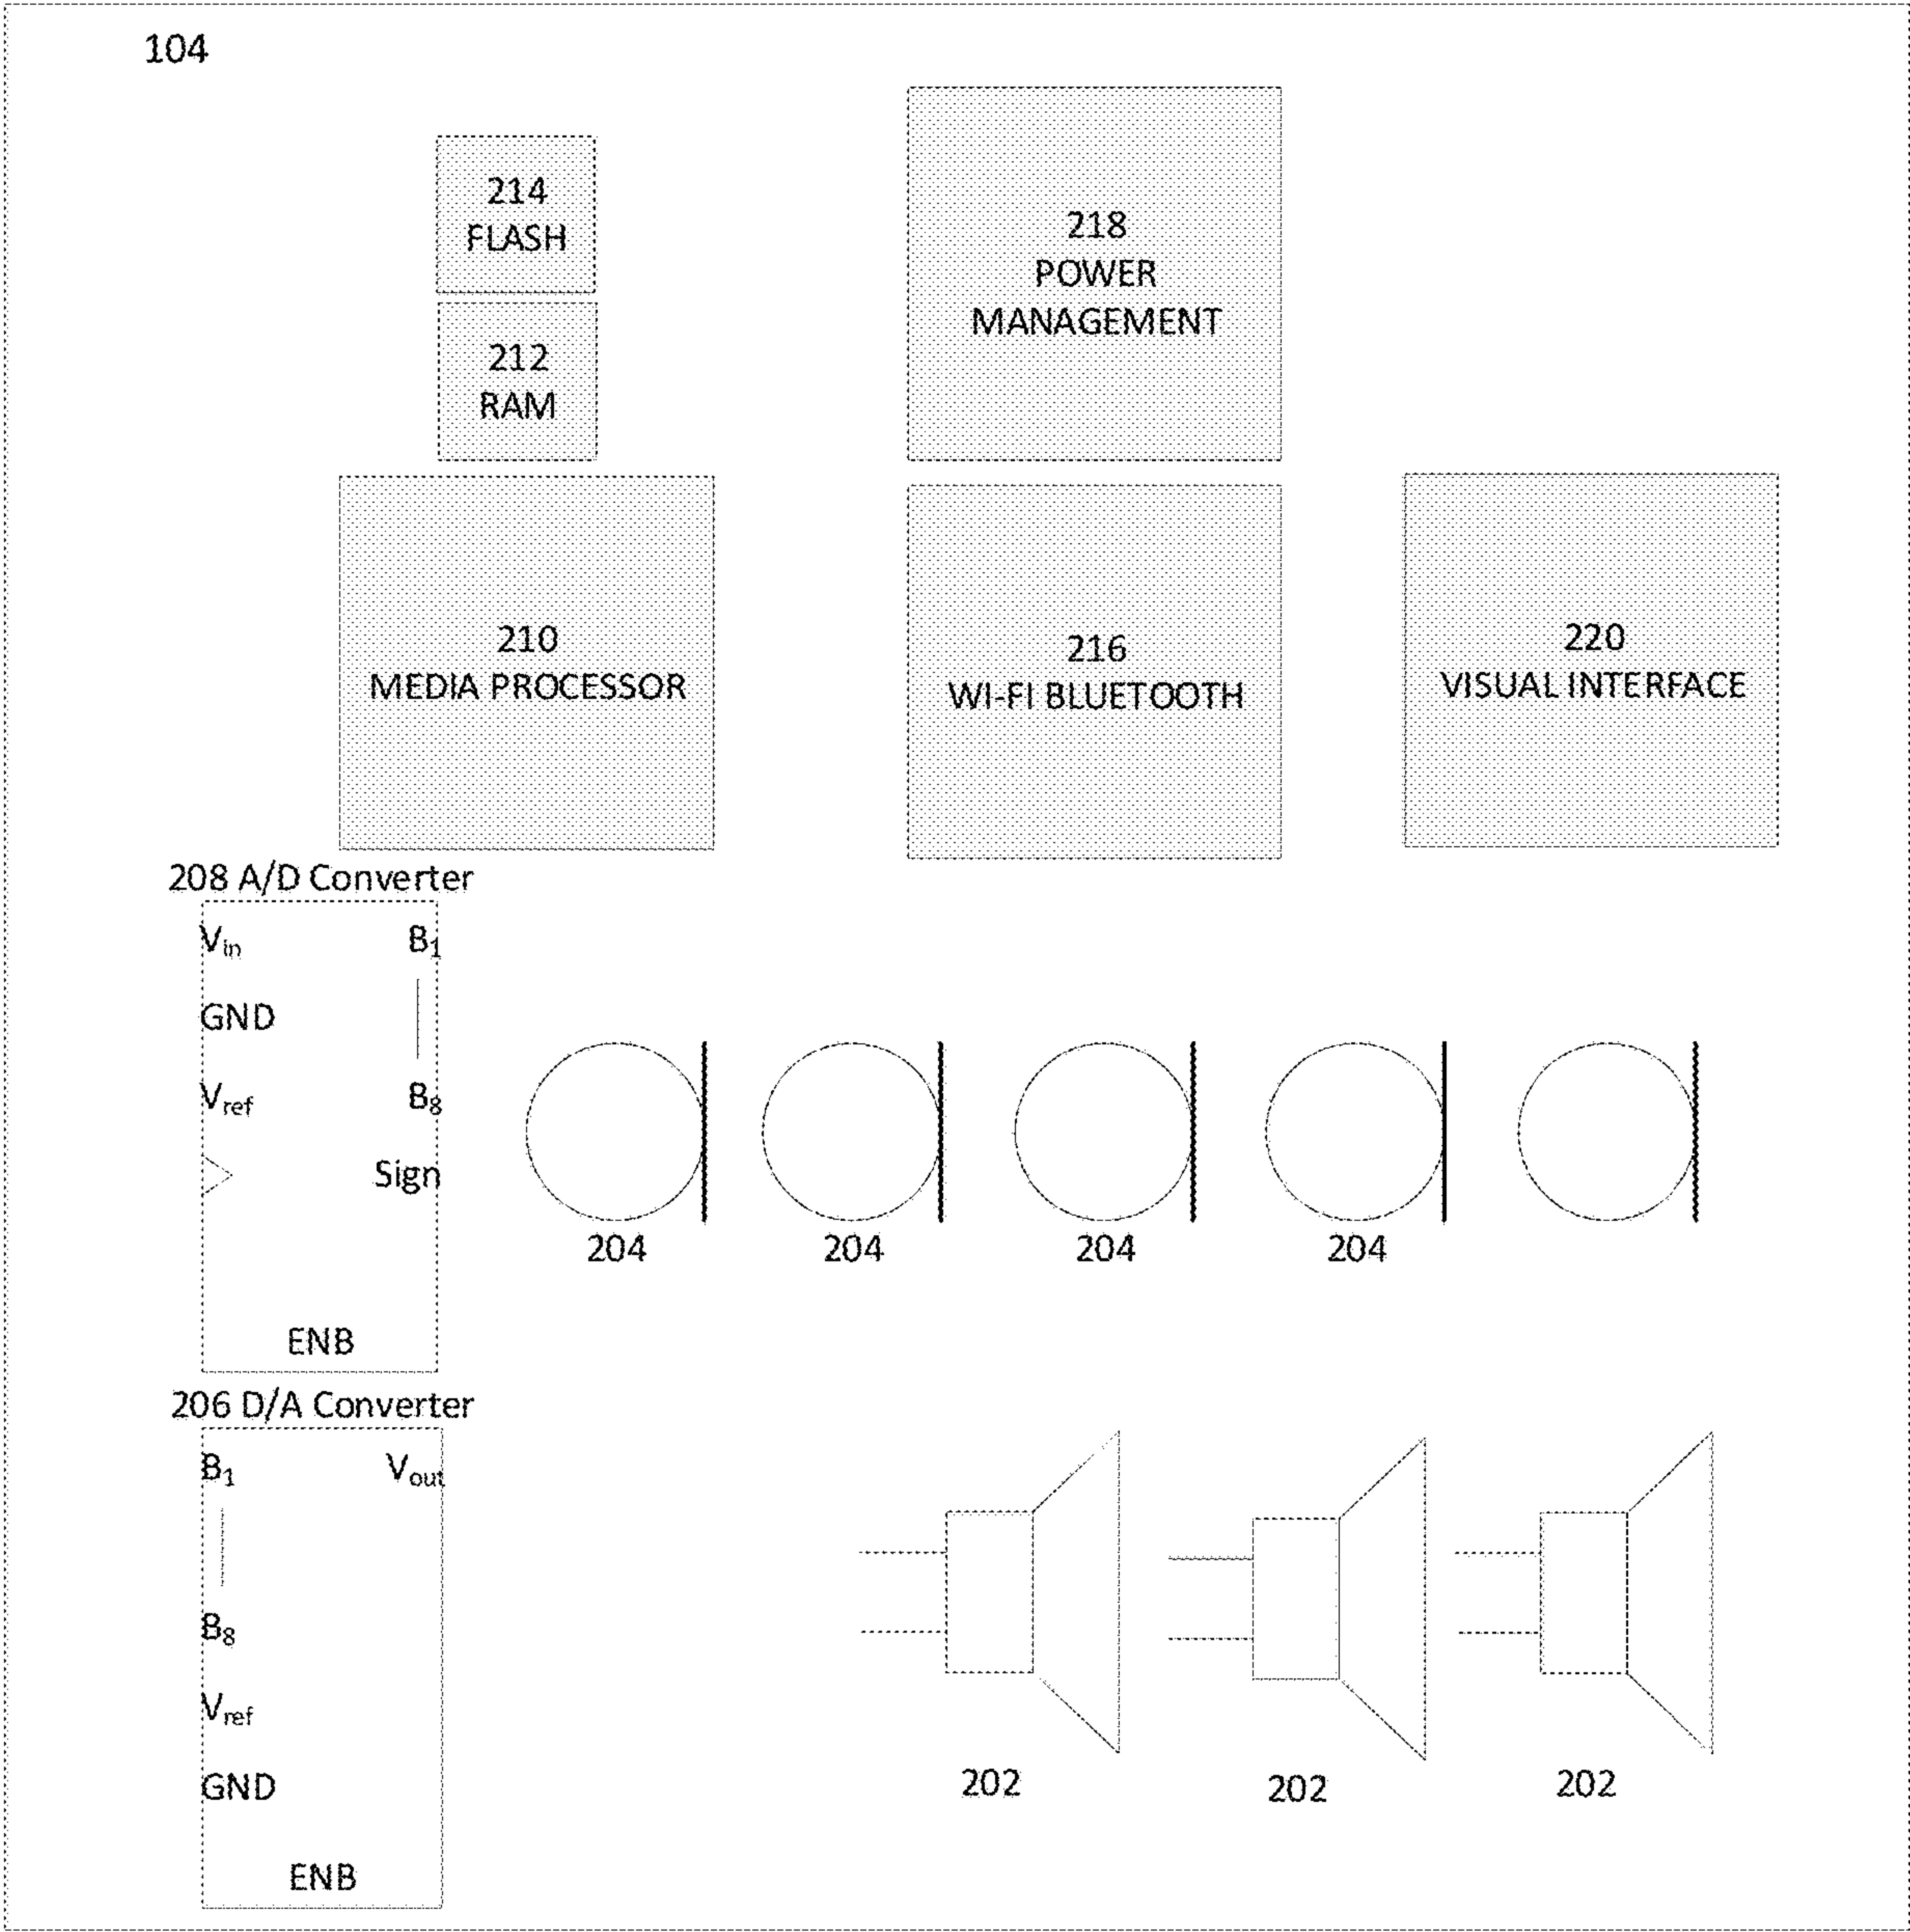 104
214
FLASH
218
POWER
MANAGEMENT
212
RAM
210
MEDIA PROCESSOR
216
WI-FI BLUETOOTH
220
VISUAL INTERFACE
208 A/D Converter
Vin B1
GND
Vref B8
Sign
ENB
204 204 204 204
206 D/A Converter
B1 Vout
B8
Vref
GND
ENB
202 202 202